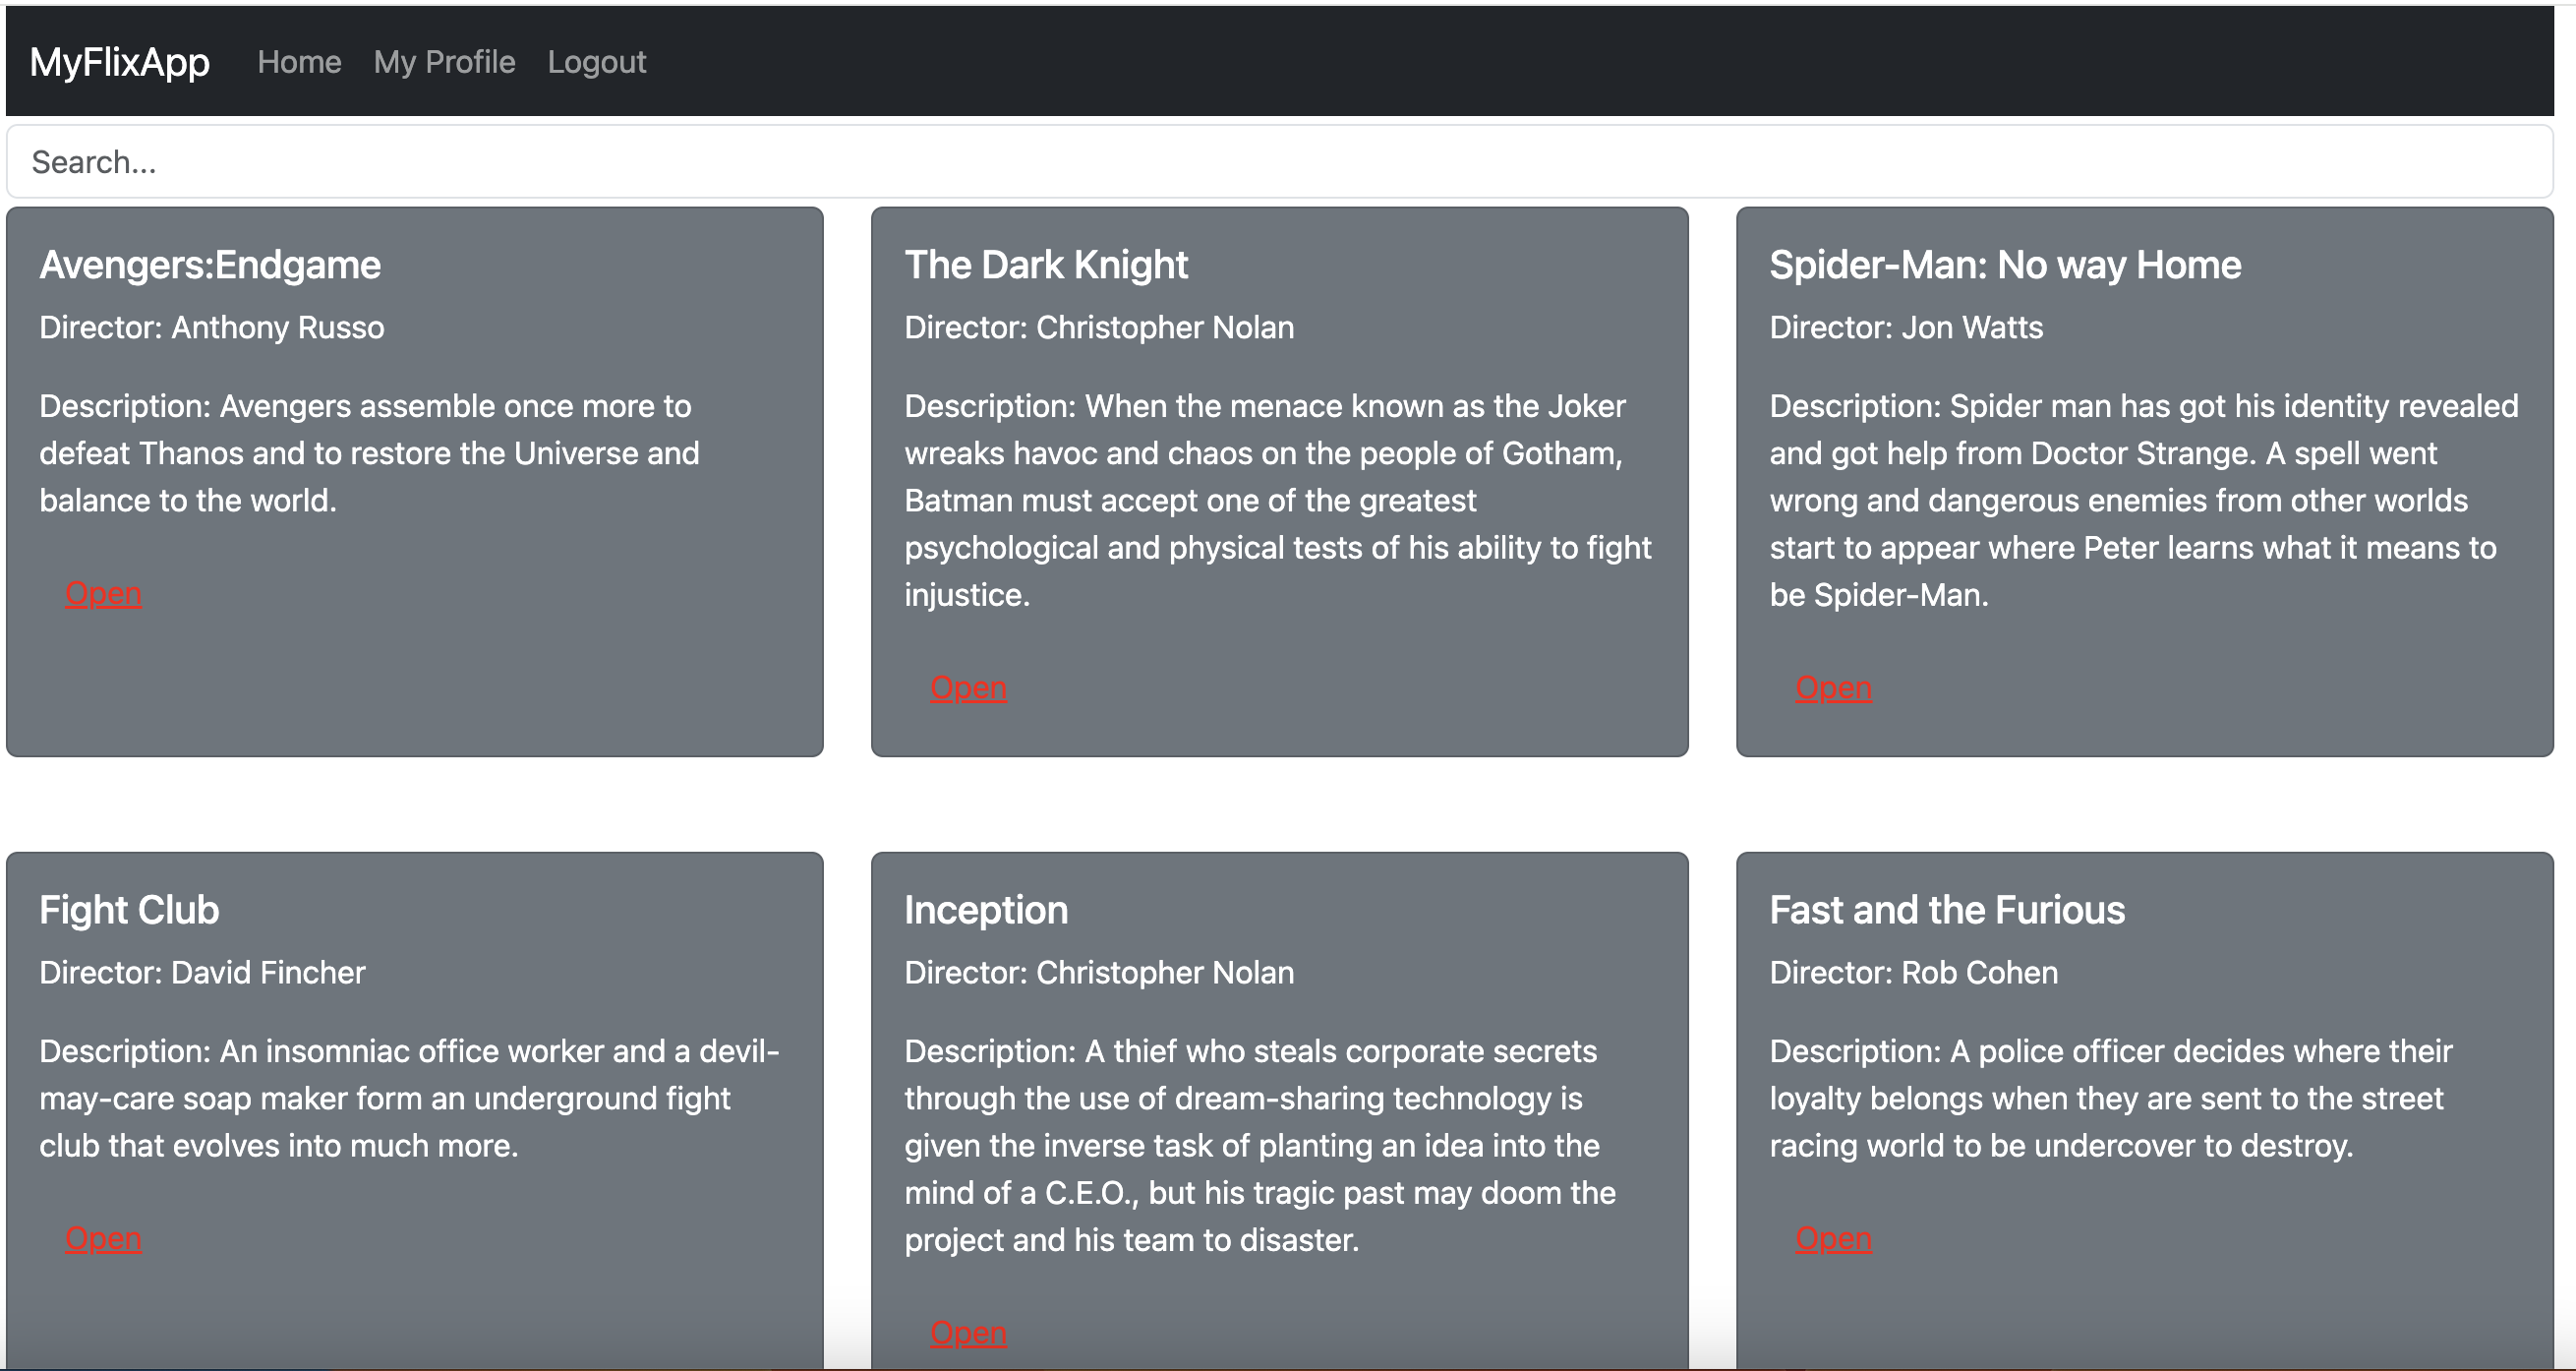 MyFlixApp Home My Profile Logout
Search...
Avengers:Endgame
Director: Anthony Russo
Description: Avengers assemble once more to
defeat Thanos and to restore the Universe and
balance to the world.
Open
The Dark Knight
Director: Christopher Nolan
Description: When the menace known as the Joker
wreaks havoc and chaos on the people of Gotham,
Batman must accept one of the greatest
psychological and physical tests of his ability to fight
injustice.
Open
Spider-Man: No way Home
Director: Jon Watts
Description: Spider man has got his identity revealed
and got help from Doctor Strange. A spell went
wrong and dangerous enemies from other worlds
start to appear where Peter learns what it means to
be Spider-Man.
Open
Fight Club
Director: David Fincher
Description: An insomniac office worker and a devil-
may-care soap maker form an underground fight
club that evolves into much more.
Open
Inception
Director: Christopher Nolan
Description: A thief who steals corporate secrets
through the use of dream-sharing technology is
given the inverse task of planting an idea into the
mind of a C.E.O., but his tragic past may doom the
project and his team to disaster.
Open
Fast and the Furious
Director: Rob Cohen
Description: A police officer decides where their
loyalty belongs when they are sent to the street
racing world to be undercover to destroy.
Open